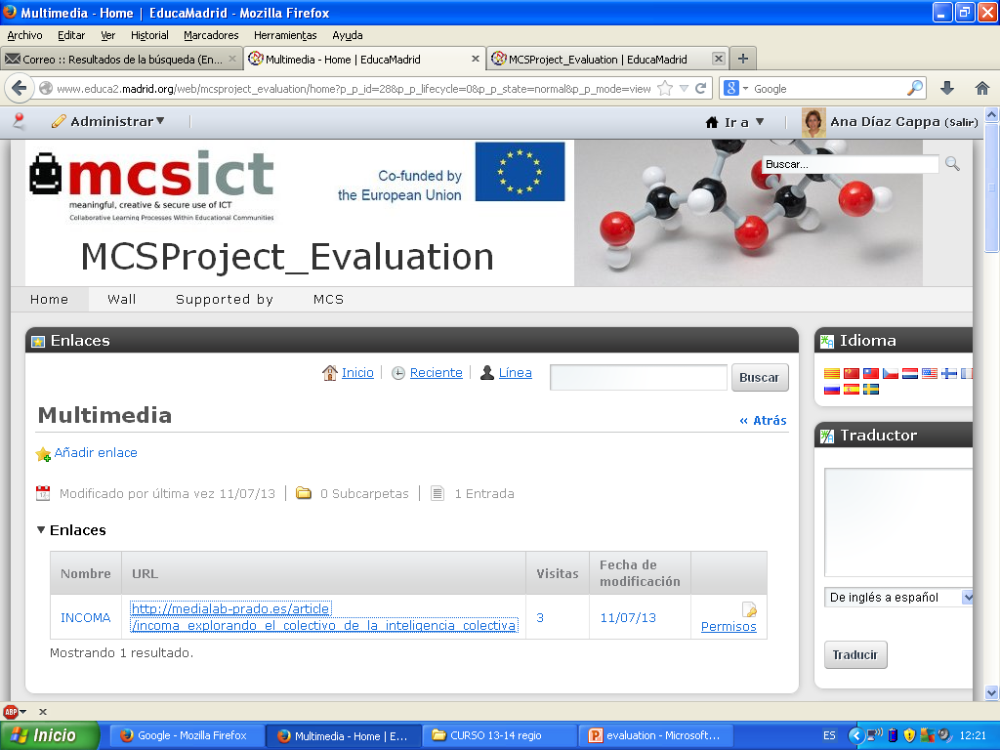 Multimedia - Home | EducaMadrid - Mozilla Firefox
Archivo Editar Ver Historial Marcadores Herramientas Ayuda
Correo :: Resultados de la búsqueda (En... Multimedia - Home | EducaMadrid MCSProject_Evaluation | EducaMadrid
www.educa2.madrid.org/web/mcsproject_evaluation/home?p_p_id=28&p_p_lifecycle=0&p_p_state=normal&p_p_mode=view Google
Administrar Ir a Ana Díaz Cappa (Salir)
mcsict
meaningful, creative & secure use of ICT
Collaborative Learning Processes Within Educational Communities
Co-funded by
the European Union
Buscar...
MCSProject_Evaluation
Home Wall Supported by MCS
Enlaces
Inicio Reciente Línea Buscar
Multimedia
« Atrás
Añadir enlace
Modificado por última vez 11/07/13 0 Subcarpetas 1 Entrada
Enlaces
Nombre URL Visitas Fecha de
modificación
INCOMA http://medialab-prado.es/article
/incoma_explorando_el_colectivo_de_la_inteligencia_colectiva 3 11/07/13
Permisos
Mostrando 1 resultado.
Idioma
Traductor
De inglés a español
Traducir
ABP
Inicio Google - Mozilla Firefox Multimedia - Home | E... CURSO 13-14 regio evaluation - Microsoft... ES 12:21